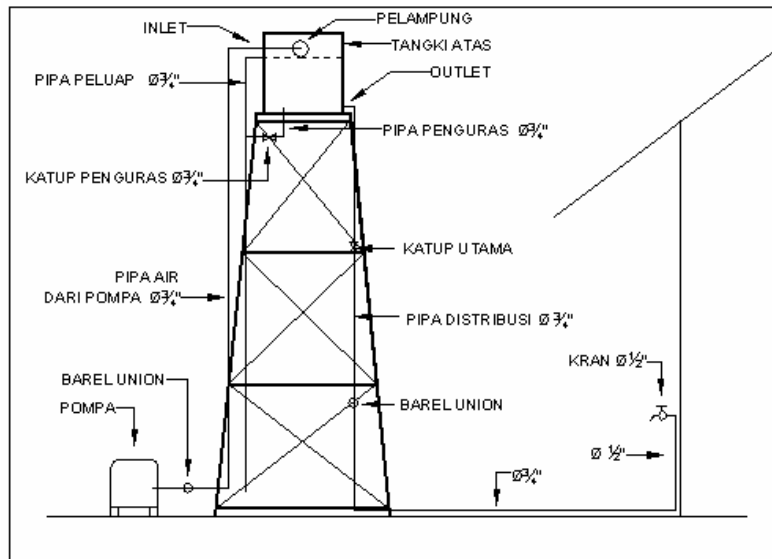 PELAMPUNG
INLET
TANGKI ATAS
PIPA PELUAP Ø¾"
OUTLET
PIPA PENGURAS Ø¾"
KATUP PENGURAS Ø¾"
KATUP UTAMA
PIPA AIR
DARI POMPA Ø¾"
PIPA DISTRIBUSI Ø¾"
KRAN Ø½"
BAREL UNION
POMPA
BAREL UNION
Ø ½"
Ø¾"